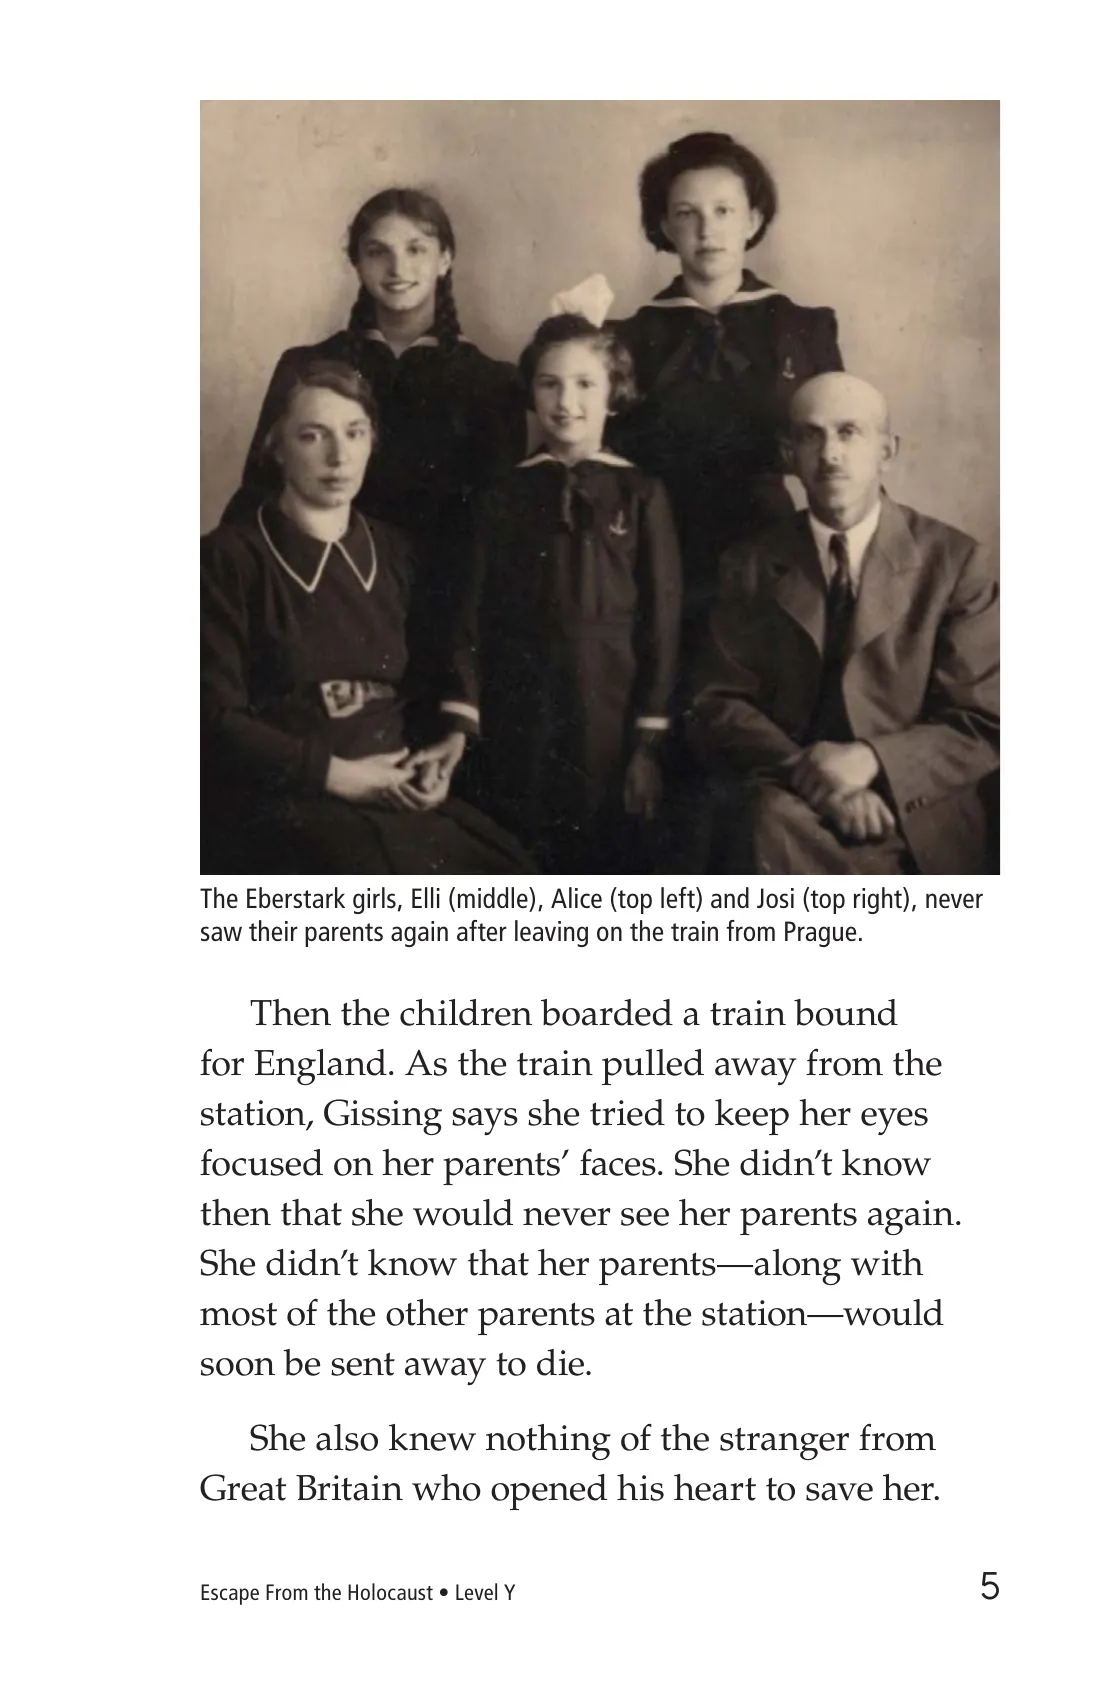 The Eberstark girls, Elli (middle), Alice (top left) and Josi (top right), never
saw their parents again after leaving on the train from Prague.
Then the children boarded a train bound
for England. As the train pulled away from the
station, Gissing says she tried to keep her eyes
focused on her parents’ faces. She didn’t know
then that she would never see her parents again.
She didn’t know that her parents—along with
most of the other parents at the station—would
soon be sent away to die.
She also knew nothing of the stranger from
Great Britain who opened his heart to save her.
Escape From the Holocaust • Level Y
5